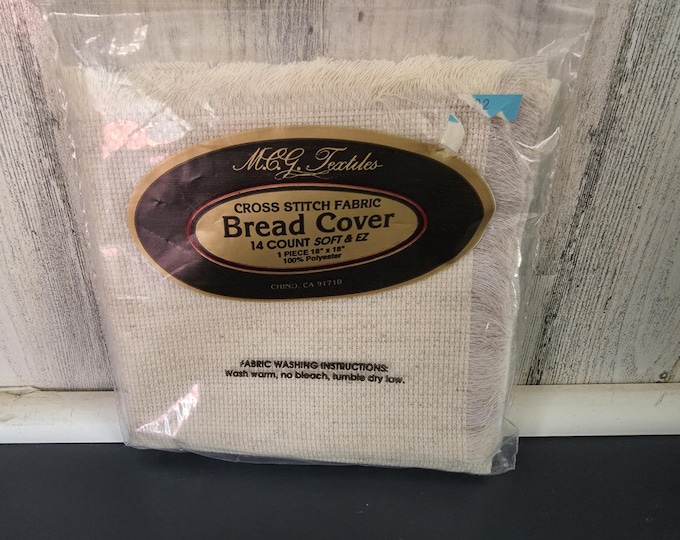 M.C.G. Textiles
CROSS STITCH FABRIC
Bread Cover
14 COUNT SOFT & EZ
1 PIECE 18" x 18"
100% Polyester
CHINO, CA 91710
FABRIC WASHING INSTRUCTIONS:
Wash warm, no bleach, tumble dry low.